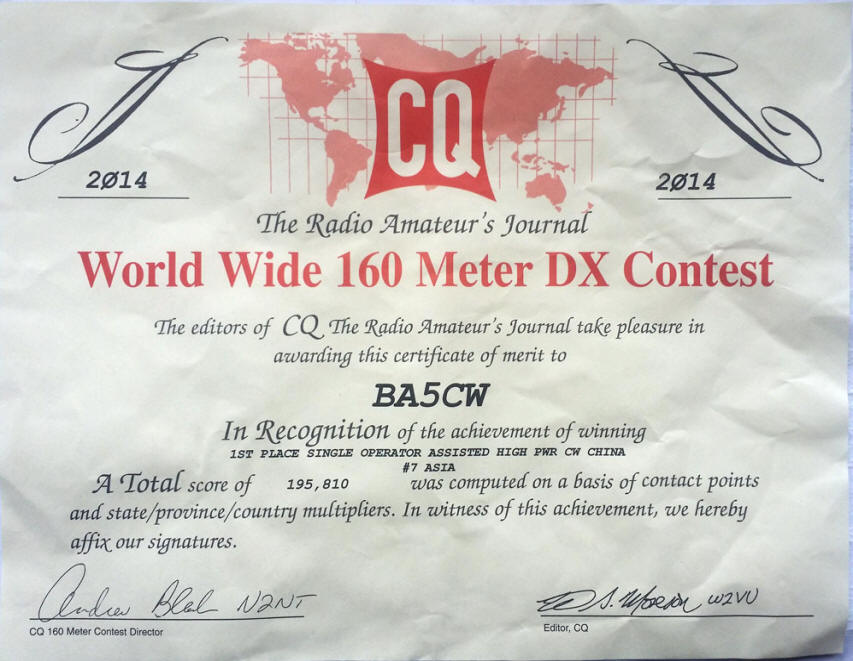 CQ
2Ø14
2Ø14
The Radio Amateur's Journal
World Wide 160 Meter DX Contest
The editors of CQ The Radio Amateur's Journal take pleasure in
awarding this certificate of merit to
BA5CW
In Recognition of the achievement of winning
1ST PLACE SINGLE OPERATOR ASSISTED HIGH PWR CW CHINA
#7 ASIA
A Total score of 195,810 was computed on a basis of contact points
and state/province/country multipliers. In witness of this achievement, we hereby
affix our signatures.
Andrew N2NT
S. W2VU
CQ 160 Meter Contest Director
Editor, CQ